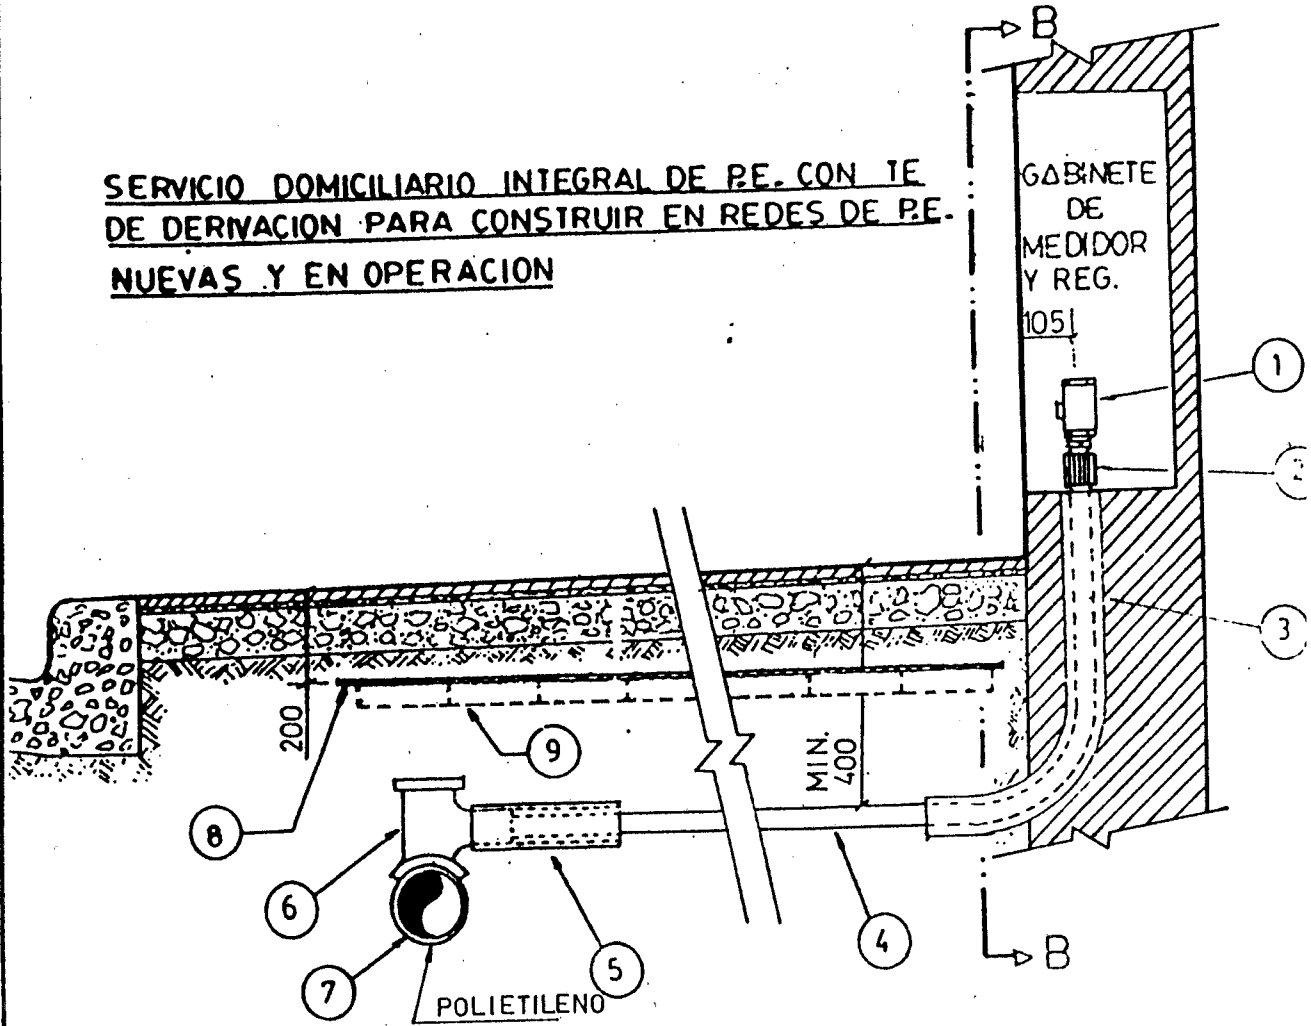 B
SERVICIO DOMICILIARIO INTEGRAL DE P.E. CON TE
DE DERIVACION PARA CONSTRUIR EN REDES DE P.E.
NUEVAS Y EN OPERACION
GABINETE
DE
MEDIDOR
Y REG.
105
1
2
3
200
9
MIN.
400
8
6
5
4
7
B
POLIETILENO